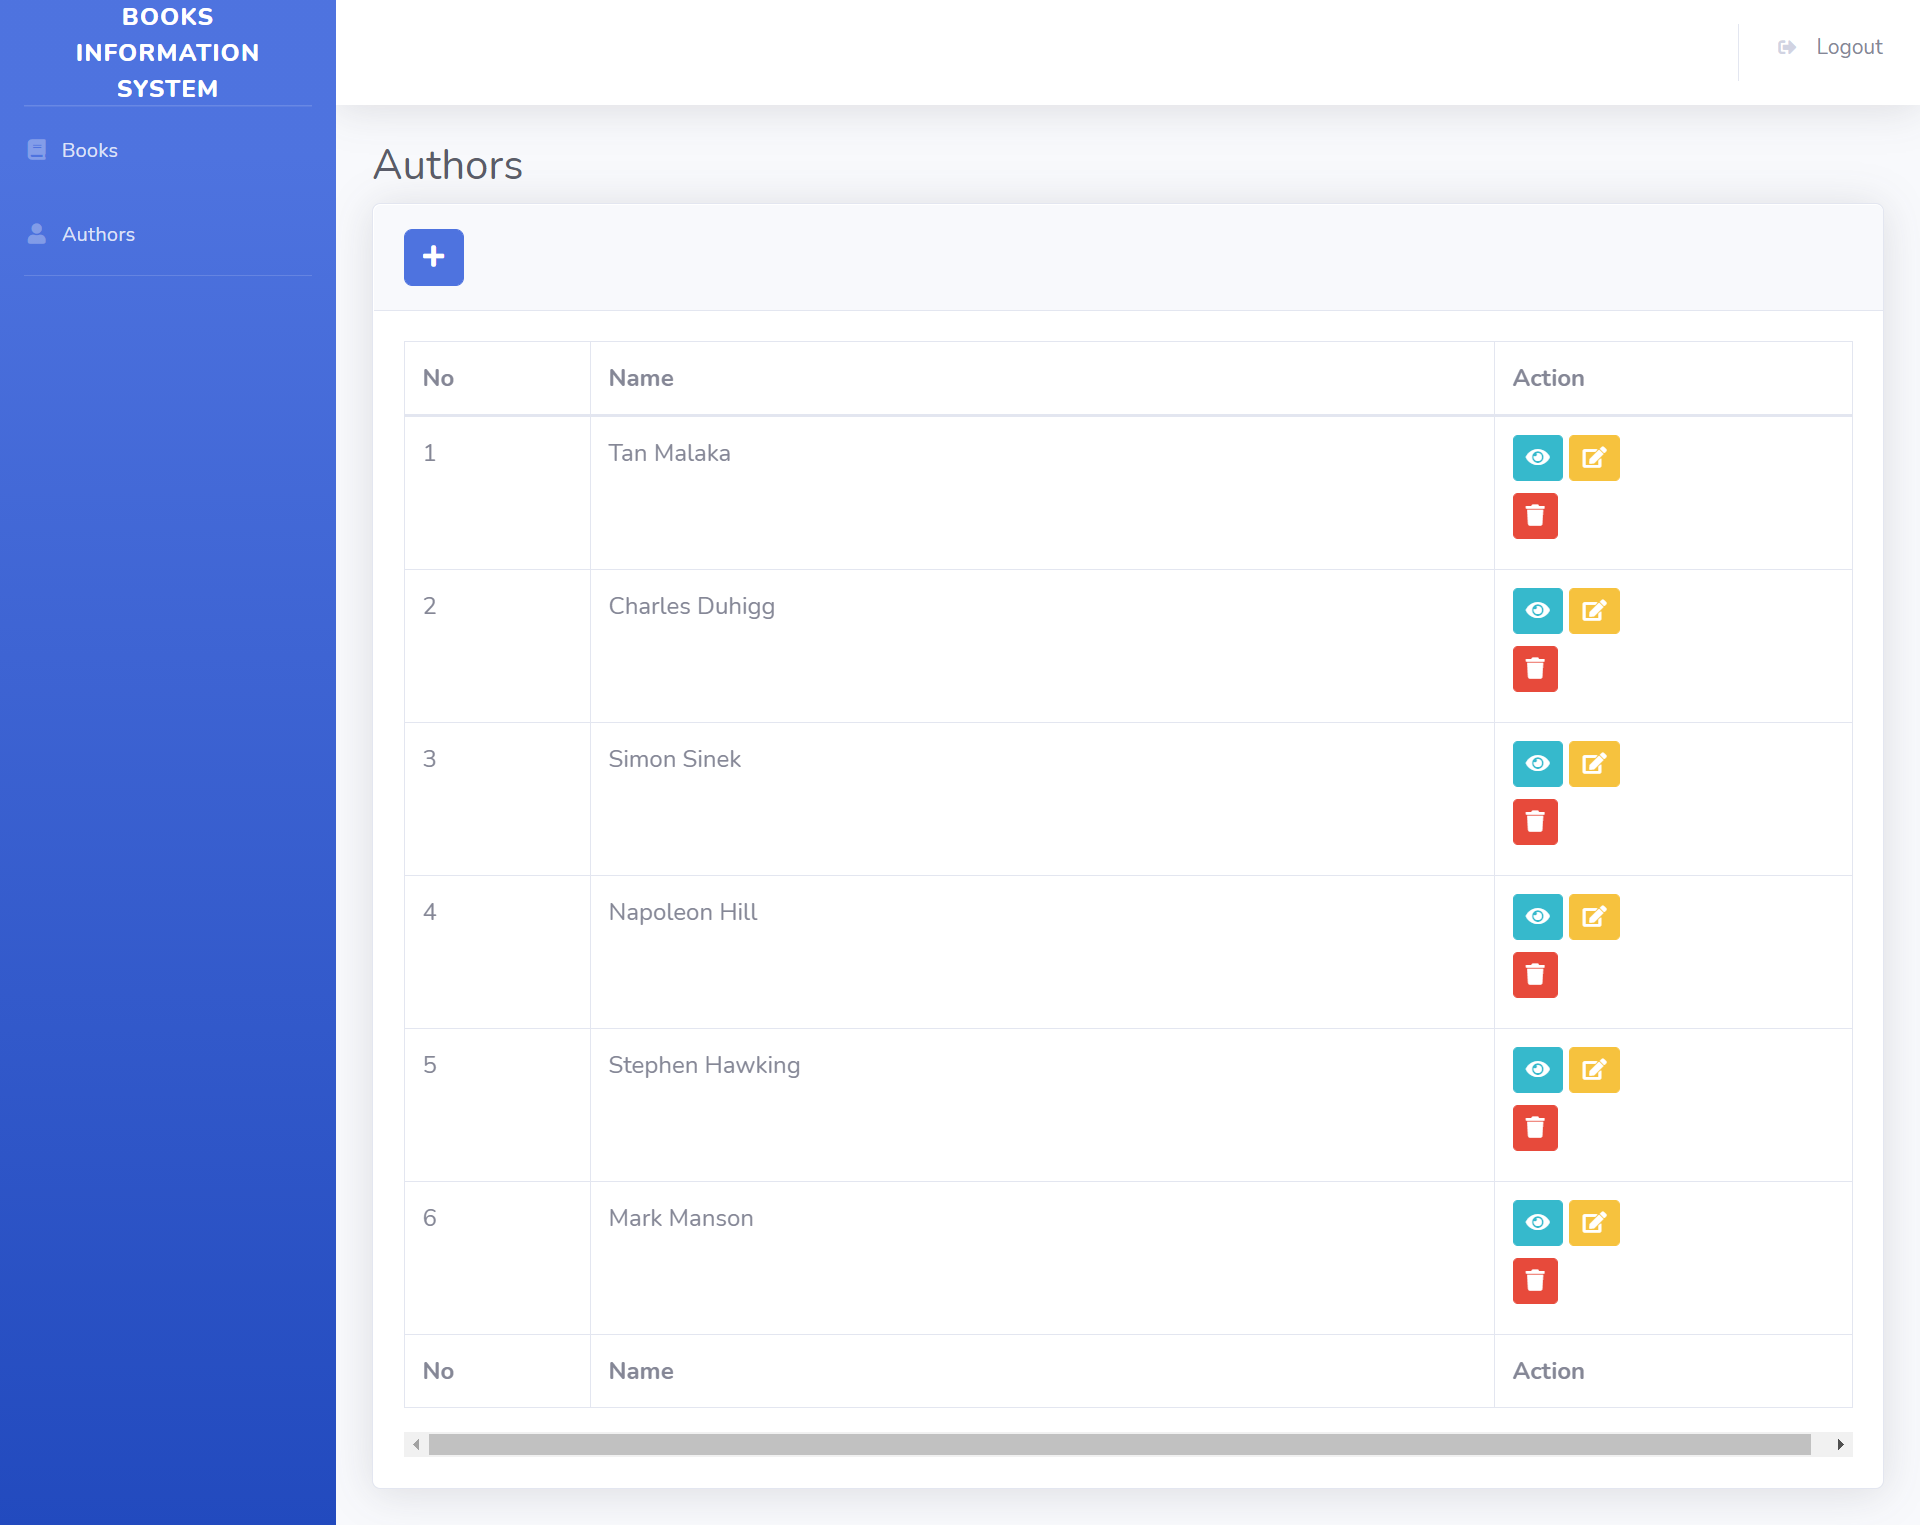 BOOKS
INFORMATION
SYSTEM
Books
Authors
Logout
Authors
No Name Action
1 Tan Malaka
2 Charles Duhigg
3 Simon Sinek
4 Napoleon Hill
5 Stephen Hawking
6 Mark Manson
No Name Action